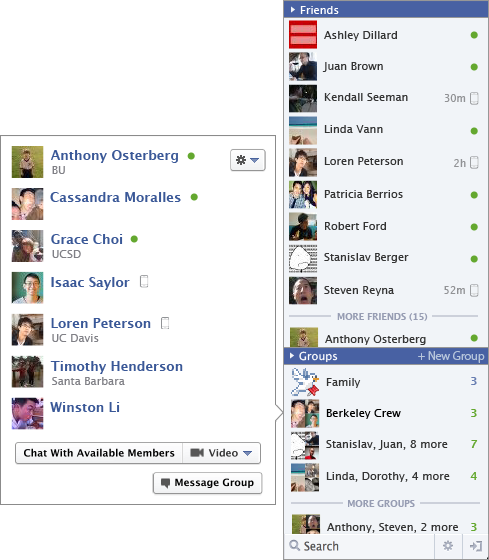 Anthony Osterberg
BU
Cassandra Moralles
Grace Choi
UCSD
Isaac Saylor
Loren Peterson
UC Davis
Timothy Henderson
Santa Barbara
Winston Li
Chat With Available Members Video
Message Group
Friends
Ashley Dillard
Juan Brown
Kendall Seeman 30m
Linda Vann
Loren Peterson 2h
Patricia Berrios
Robert Ford
Stanislav Berger
Steven Reyna 52m
MORE FRIENDS (15)
Anthony Osterberg
Groups + New Group
Family 3
Berkeley Crew 3
Stanislav, Juan, 8 more 7
Linda, Dorothy, 4 more 4
MORE GROUPS
Anthony, Steven, 2 more 3
Search